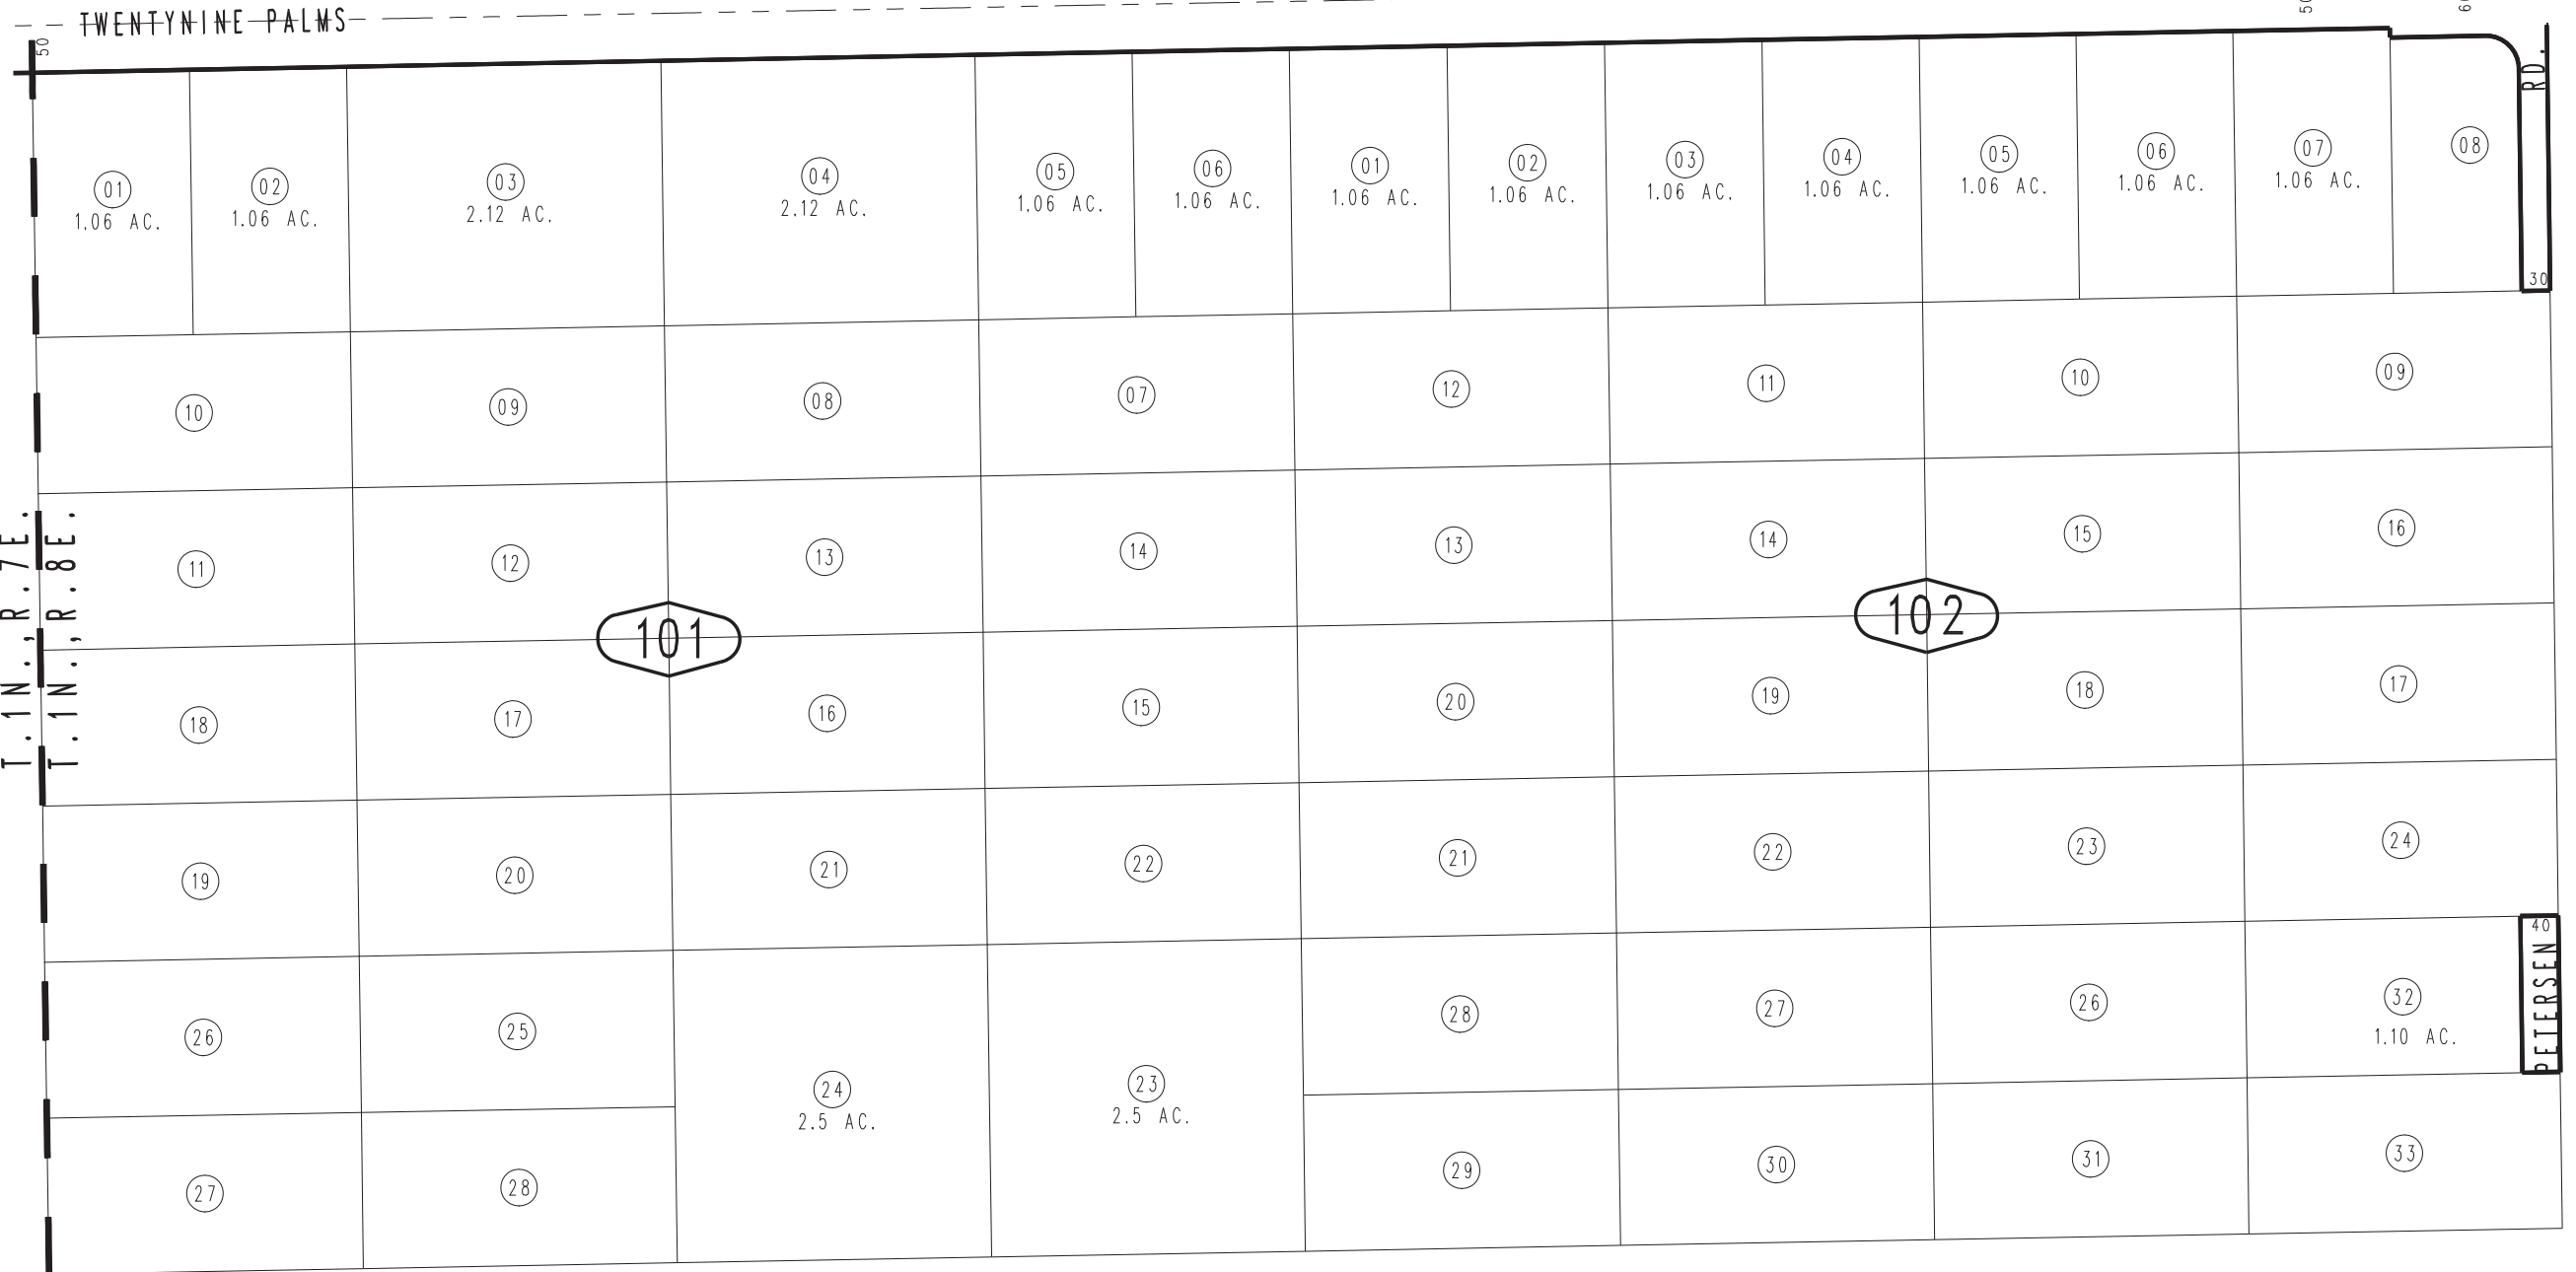 TWENTYNINE PALMS
50
50
60
RD.
01 02 03 04 05 06 01 02 03 04 05 06 07 08
1.06 AC. 1.06 AC. 2.12 AC. 2.12 AC. 1.06 AC. 1.06 AC. 1.06 AC. 1.06 AC. 1.06 AC. 1.06 AC. 1.06 AC. 1.06 AC. 1.06 AC.
30
10 09 08 07 12 11 10 09
11 12 13 14 13 14 15 16
T.1N., R.7E.
T.1N., R.8E.
101 102
18 17 16 15 20 19 18 17
19 20 21 22 21 22 23 24
40
PETERSEN
26 25 28 27 26 32
1.10 AC.
24 23
2.5 AC. 2.5 AC.
27 28 29 30 31 33